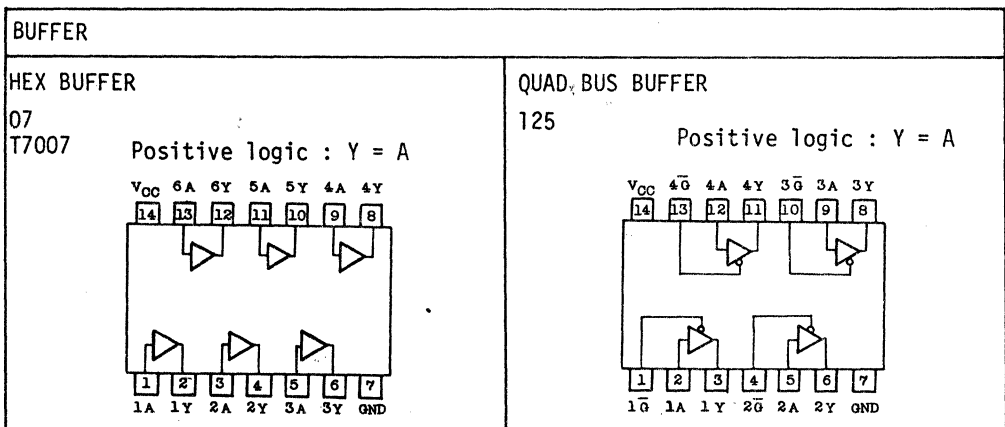 BUFFER
HEX BUFFER
07
T7007
Positive logic : Y = A
VCC 6A 6Y 5A 5Y 4A 4Y
14 13 12 11 10 9 8
1 2 3 4 5 6 7
1A 1Y 2A 2Y 3A 3Y GND
QUAD BUS BUFFER
125
Positive logic : Y = A
VCC 4G̅ 4A 4Y 3G̅ 3A 3Y
14 13 12 11 10 9 8
1 2 3 4 5 6 7
1G̅ 1A 1Y 2G̅ 2A 2Y GND